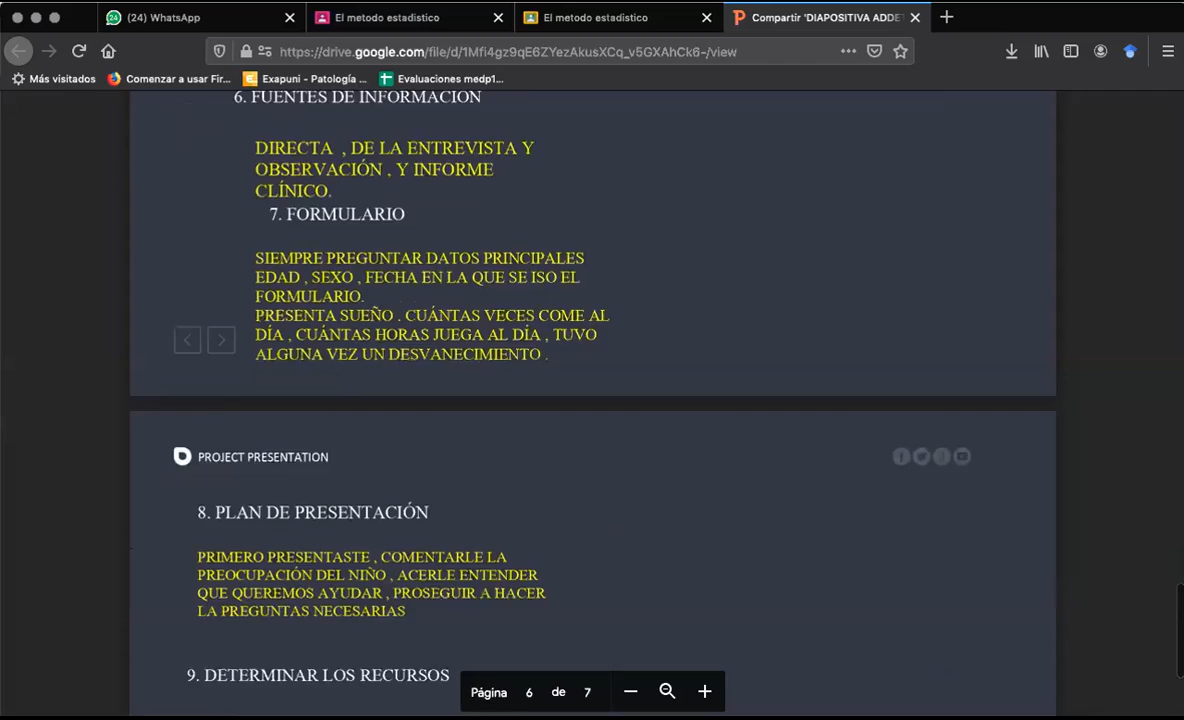 (24) WhatsApp
El metodo estadístico
El metodo estadístico
Compartir 'DIAPOSITIVA ADDET
https://drive.google.com/file/d/1Mfi4gz9qE6ZYezAkusXCq_v5GXAhCk6-/view
Más visitados
Comenzar a usar Fir...
Exapuni - Patología ...
Evaluaciones medp1...
6. FUENTES DE INFORMACION
DIRECTA , DE LA ENTREVISTA Y
OBSERVACIÓN , Y INFORME
CLÍNICO.
7. FORMULARIO
SIEMPRE PREGUNTAR DATOS PRINCIPALES
EDAD , SEXO , FECHA EN LA QUE SE ISO EL
FORMULARIO.
PRESENTA SUEÑO . CUÁNTAS VECES COME AL
DÍA , CUÁNTAS HORAS JUEGA AL DÍA , TUVO
ALGUNA VEZ UN DESVANECIMIENTO .
PROJECT PRESENTATION
8. PLAN DE PRESENTACIÓN
PRIMERO PRESENTASTE , COMENTARLE LA
PREOCUPACIÓN DEL NIÑO , ACERLE ENTENDER
QUE QUEREMOS AYUDAR , PROSEGUIR A HACER
LA PREGUNTAS NECESARIAS
9. DETERMINAR LOS RECURSOS
Página 6 de 7